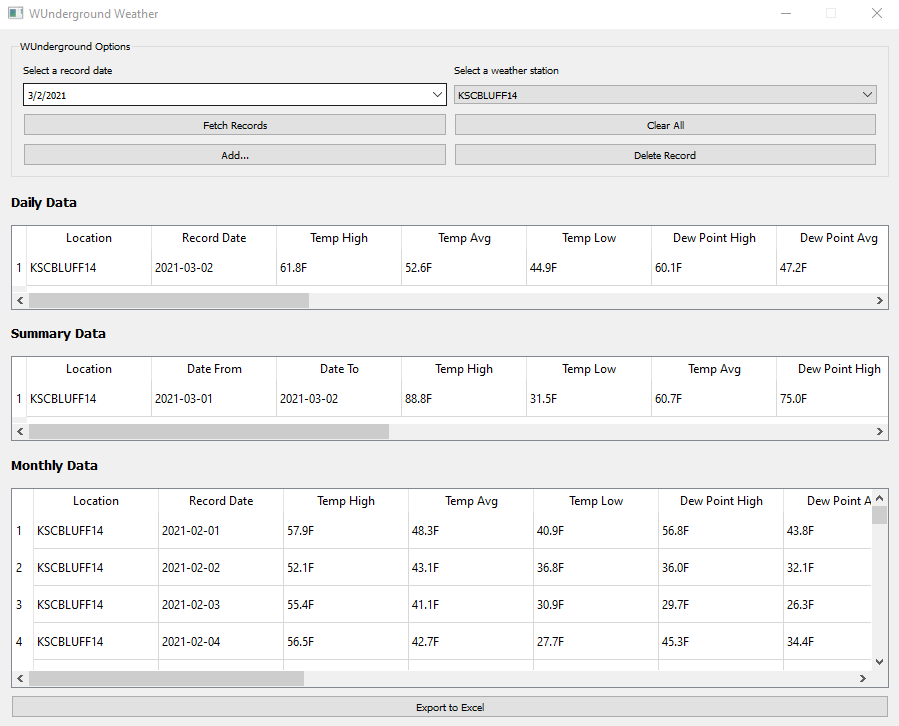 WUnderground Weather
WUnderground Options
Select a record date Select a weather station
3/2/2021 KSCBLUFF14
Fetch Records Clear All
Add... Delete Record
Daily Data
Location Record Date Temp High Temp Avg Temp Low Dew Point High Dew Point Avg
1 KSCBLUFF14 2021-03-02 61.8F 52.6F 44.9F 60.1F 47.2F
Summary Data
Location Date From Date To Temp High Temp Low Temp Avg Dew Point High
1 KSCBLUFF14 2021-03-01 2021-03-02 88.8F 31.5F 60.7F 75.0F
Monthly Data
Location Record Date Temp High Temp Avg Temp Low Dew Point High Dew Point A
1 KSCBLUFF14 2021-02-01 57.9F 48.3F 40.9F 56.8F 43.8F
2 KSCBLUFF14 2021-02-02 52.1F 43.1F 36.8F 36.0F 32.1F
3 KSCBLUFF14 2021-02-03 55.4F 41.1F 30.9F 29.7F 26.3F
4 KSCBLUFF14 2021-02-04 56.5F 42.7F 27.7F 45.3F 34.4F
Export to Excel